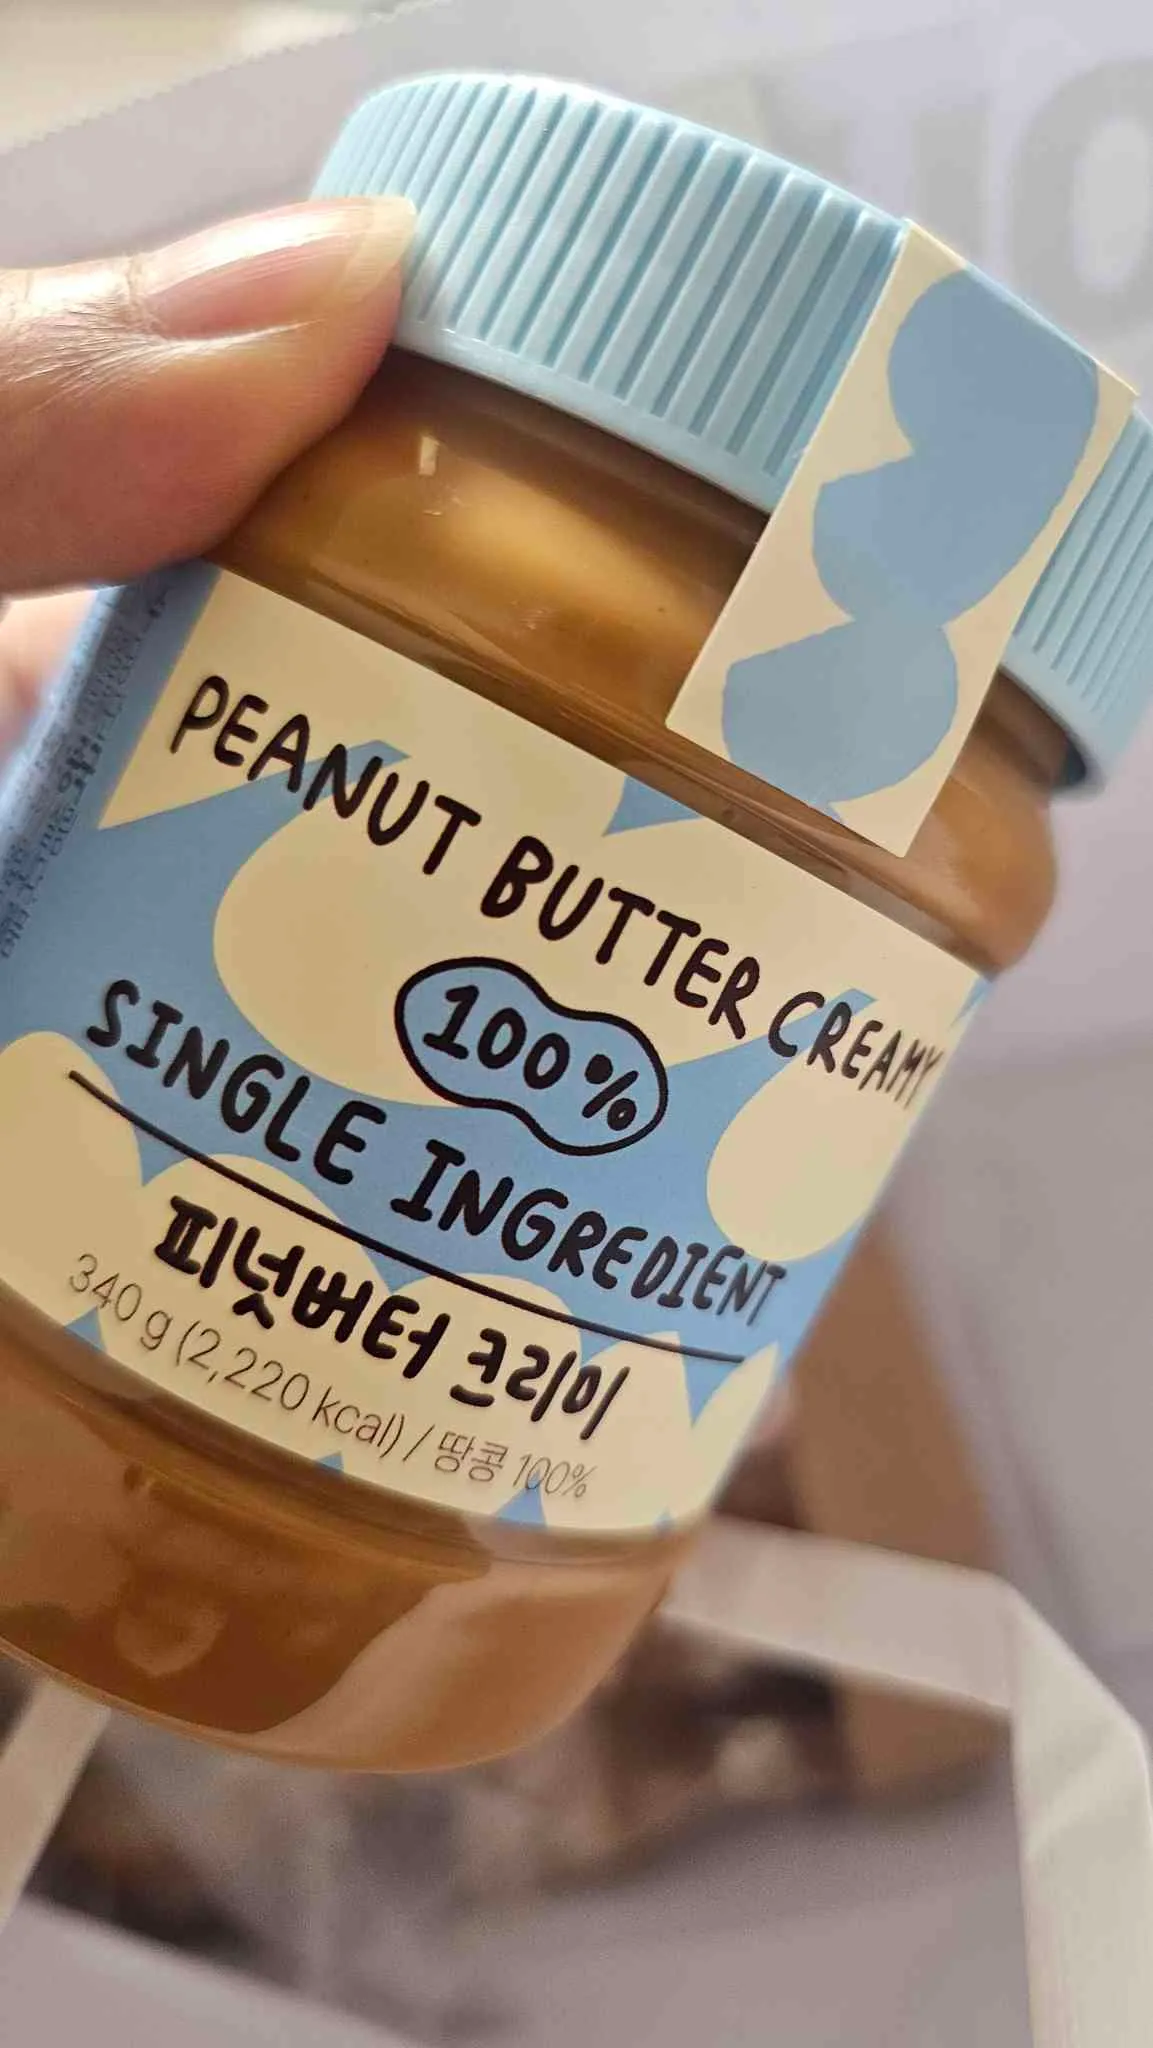 PEANUT BUTTER CREAMY
100%
SINGLE INGREDIENT
피넛버터 크리미
340 g (2,220 kcal) / 땅콩 100%